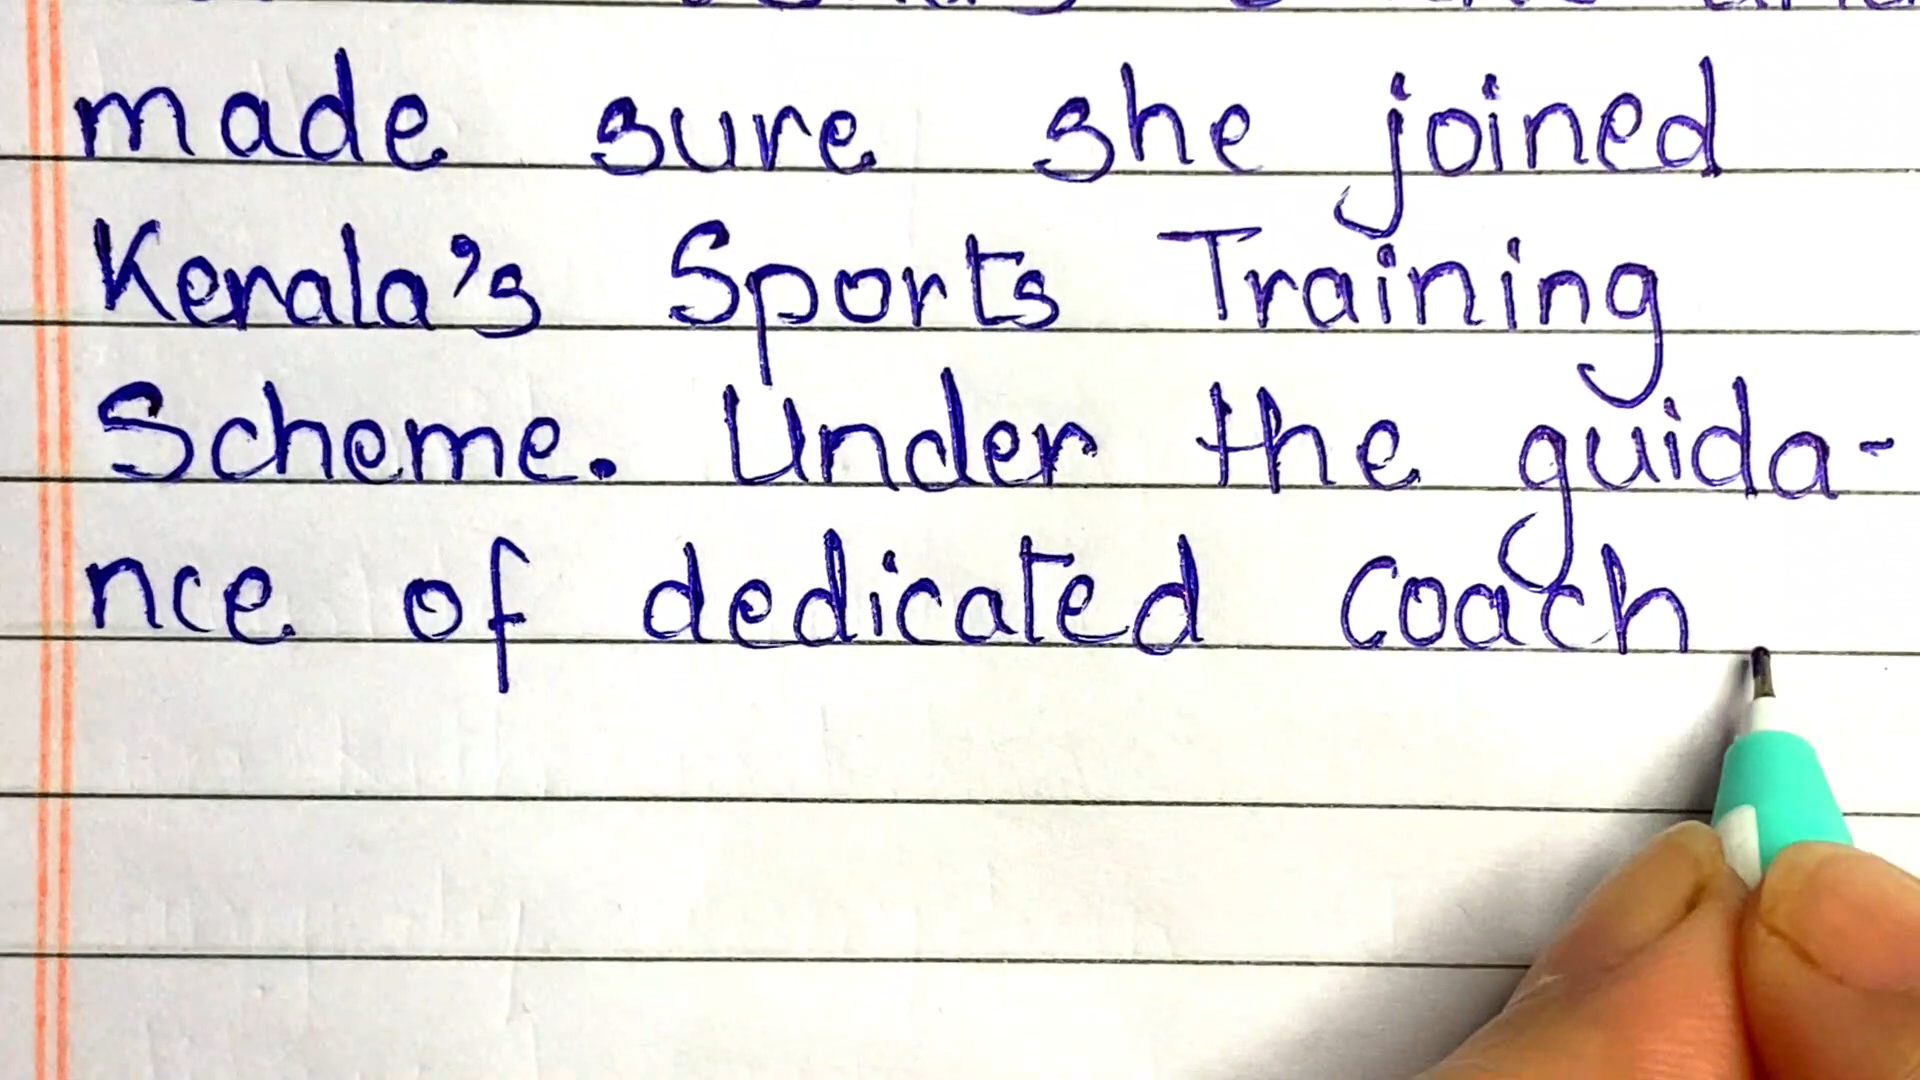 made sure she joined
Kerala's Sports Training
Scheme. Under the guida-
nce of dedicated coach